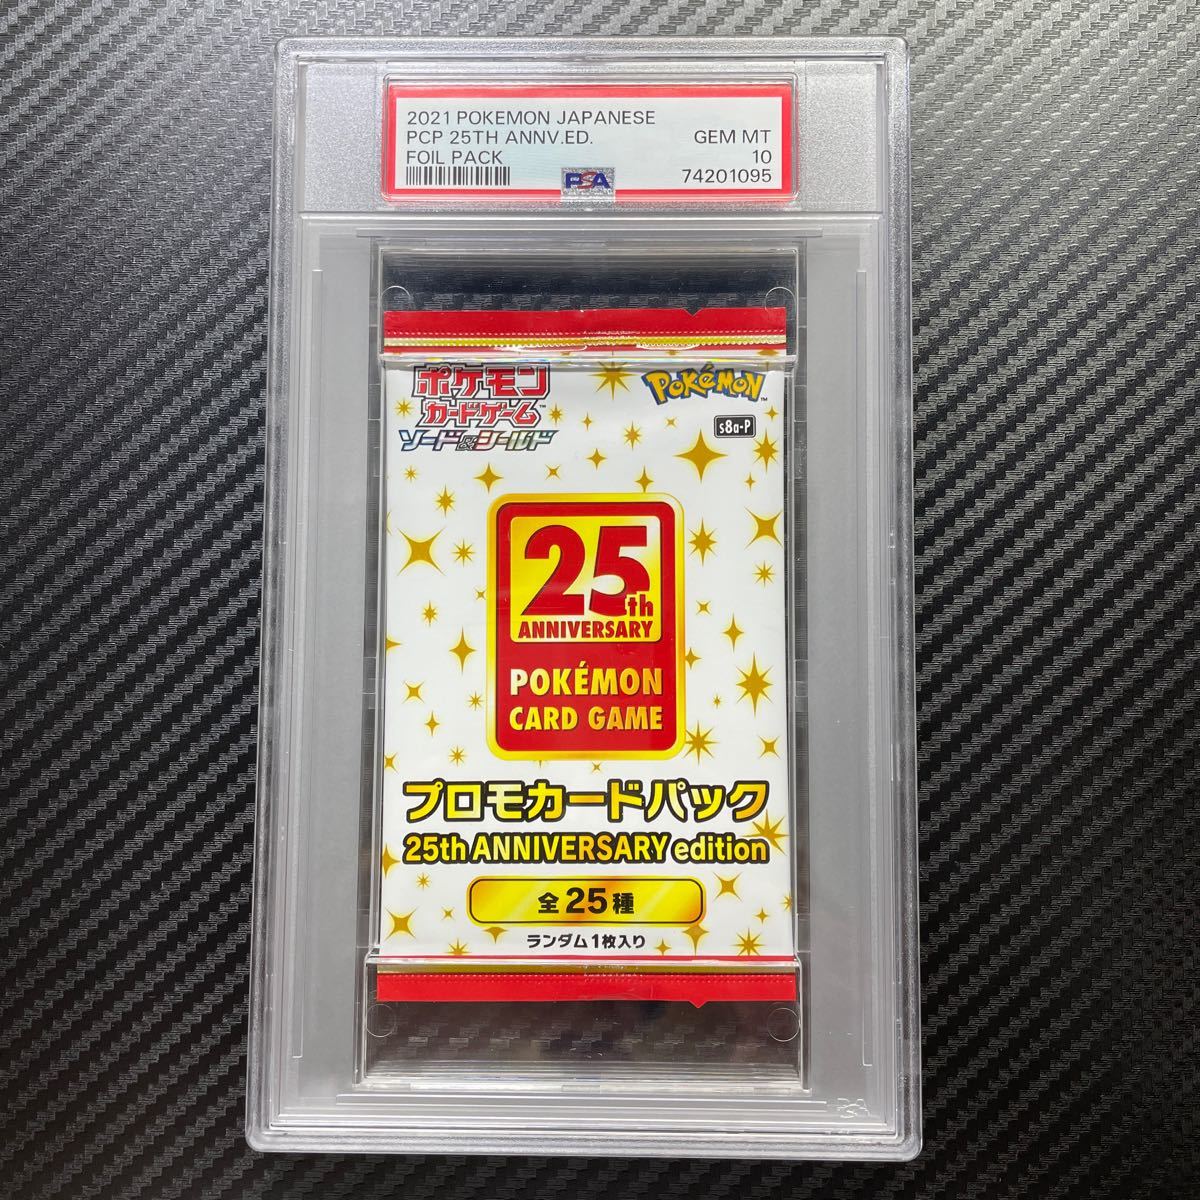 2021 POKEMON JAPANESE
PCP 25TH ANNV.ED. GEM MT
FOIL PACK 10
PSA 74201095
ポケモン
カードゲーム™
ソード&シールド
POKéMON™
s8a-P
25th
ANNIVERSARY
POKÉMON
CARD GAME
プロモカードパック
25th ANNIVERSARY edition
全25種
ランダム1枚入り